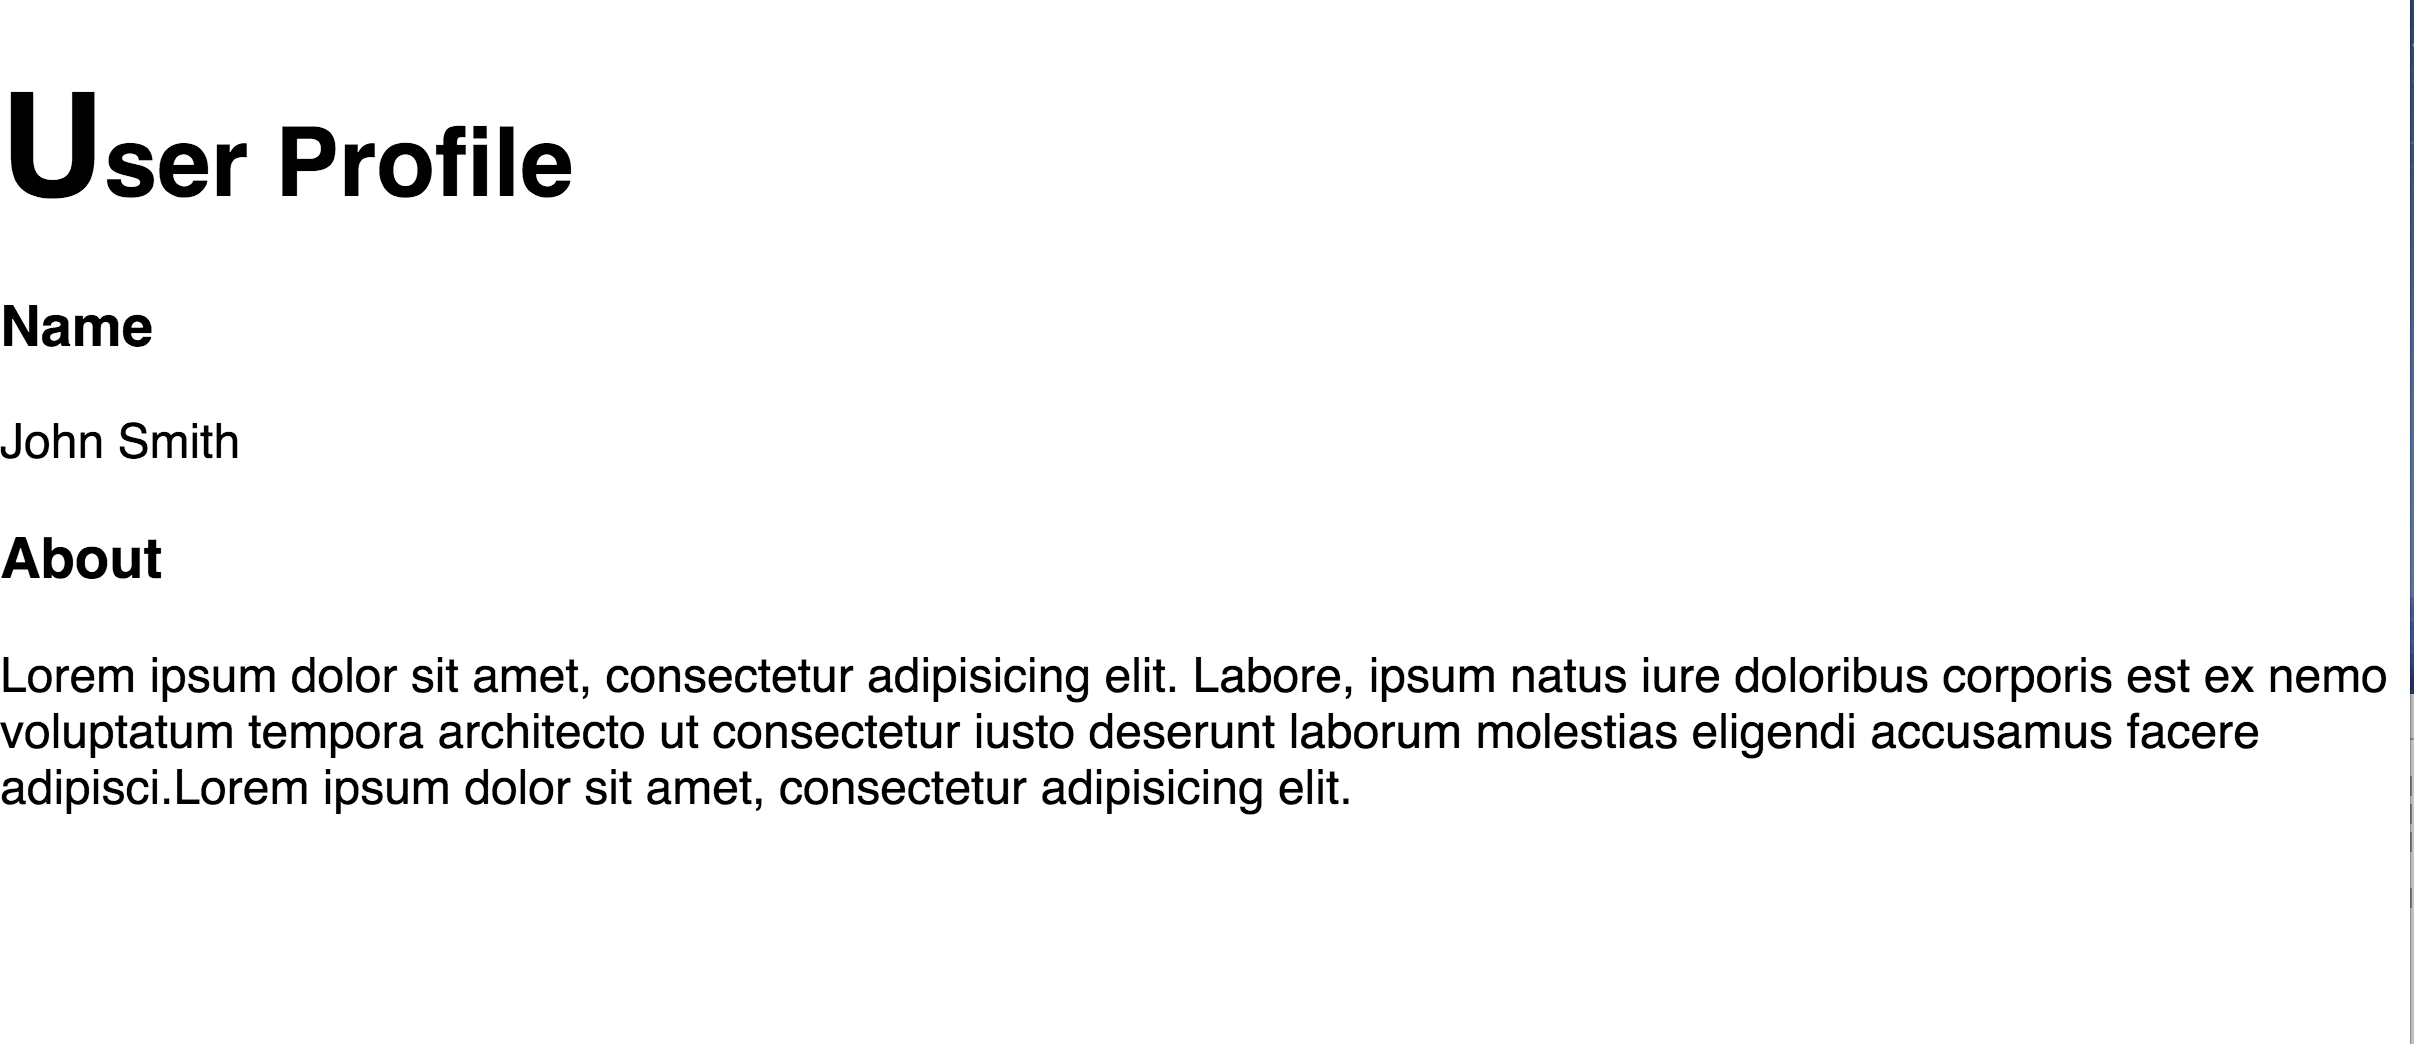 User Profile
Name
John Smith
About
Lorem ipsum dolor sit amet, consectetur adipisicing elit. Labore, ipsum natus iure doloribus corporis est ex nemo
voluptatum tempora architecto ut consectetur iusto deserunt laborum molestias eligendi accusamus facere
adipisci.Lorem ipsum dolor sit amet, consectetur adipisicing elit.